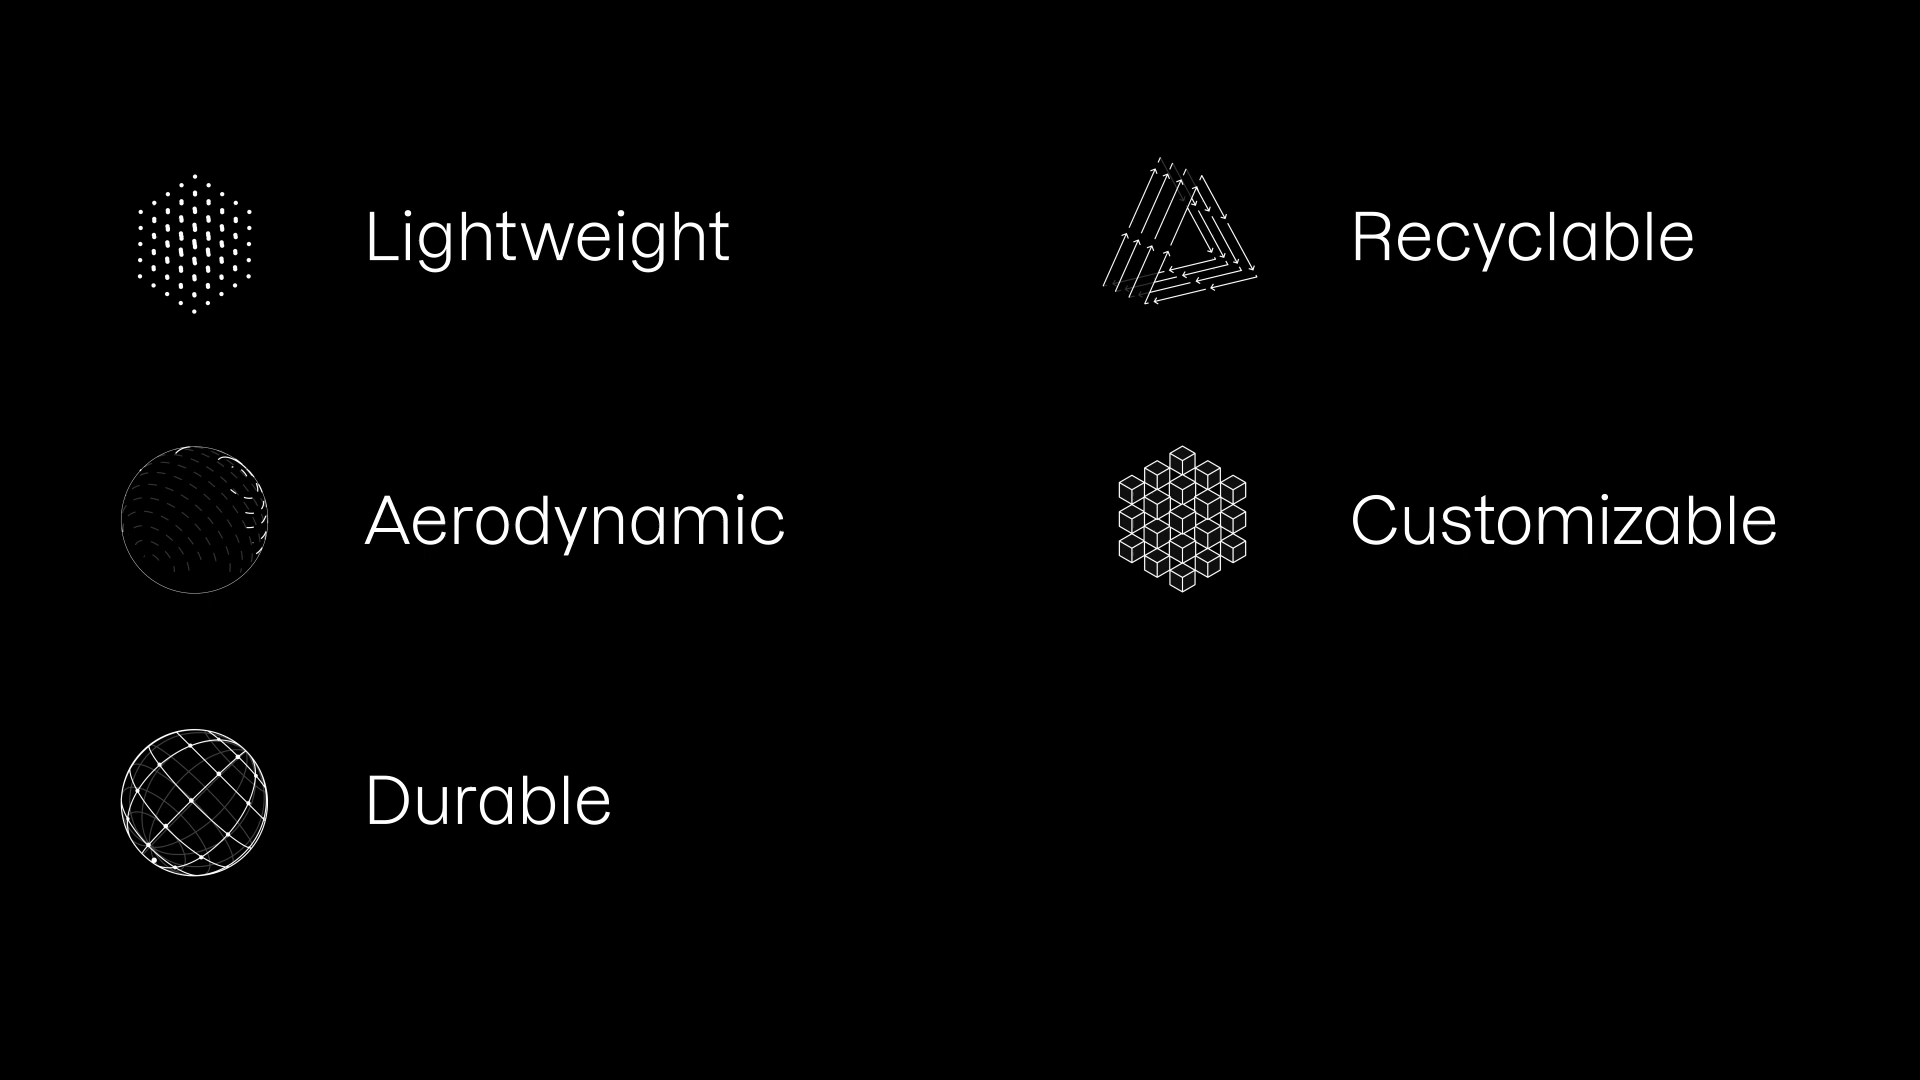 Lightweight
Recyclable
Aerodynamic
Customizable
Durable